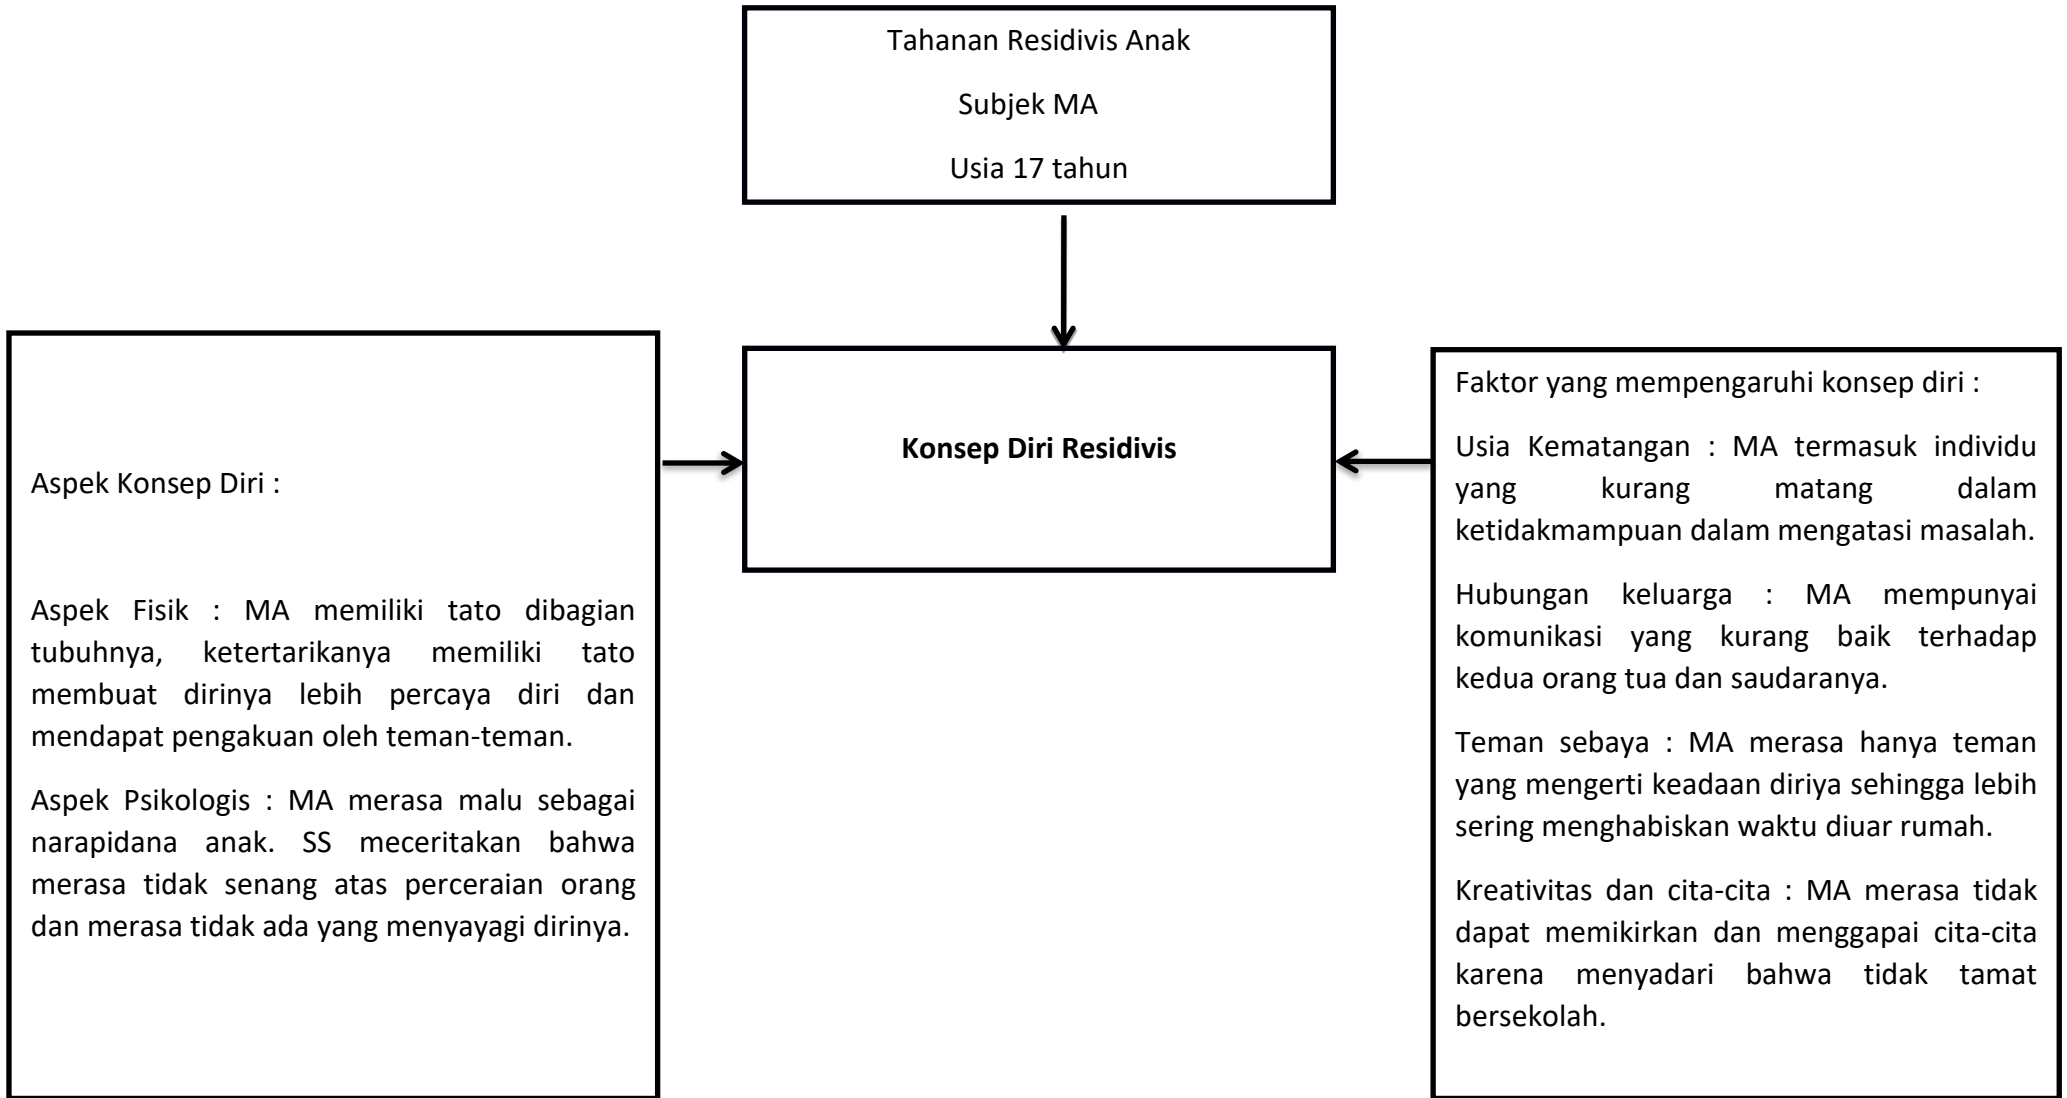 Tahanan Residivis Anak
Subjek MA
Usia 17 tahun
Aspek Konsep Diri :
Aspek Fisik : MA memiliki tato dibagian
tubuhnya, ketertarikanya memiliki tato
membuat dirinya lebih percaya diri dan
mendapat pengakuan oleh teman-teman.
Aspek Psikologis : MA merasa malu sebagai
narapidana anak. SS meceritakan bahwa
merasa tidak senang atas perceraian orang
dan merasa tidak ada yang menyayagi dirinya.
Konsep Diri Residivis
Faktor yang mempengaruhi konsep diri :
Usia Kematangan : MA termasuk individu
yang kurang matang dalam
ketidakmampuan dalam mengatasi masalah.
Hubungan keluarga : MA mempunyai
komunikasi yang kurang baik terhadap
kedua orang tua dan saudaranya.
Teman sebaya : MA merasa hanya teman
yang mengerti keadaan diriya sehingga lebih
sering menghabiskan waktu diuar rumah.
Kreativitas dan cita-cita : MA merasa tidak
dapat memikirkan dan menggapai cita-cita
karena menyadari bahwa tidak tamat
bersekolah.